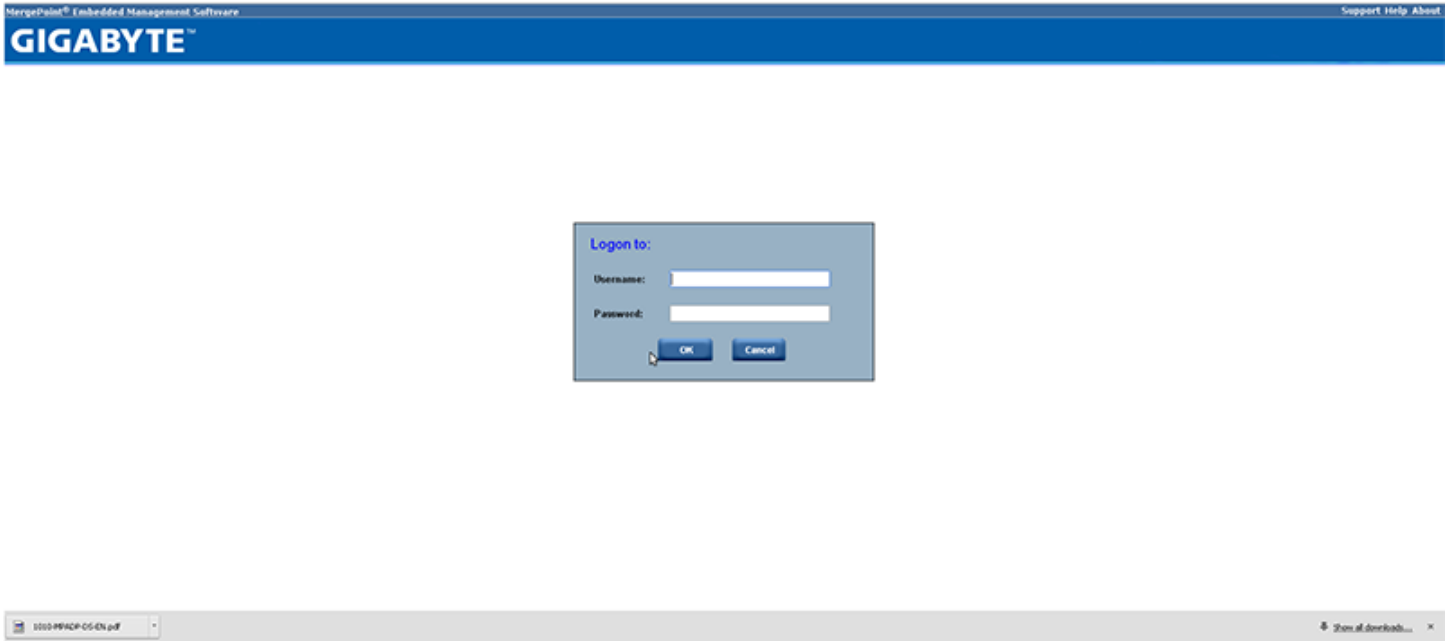 MergePoint® Embedded Management Software
Support Help About
GIGABYTE™
Logon to:
Username:
Password:
OK Cancel
1010-MPADP-DS-EN.pdf
Show all downloads...